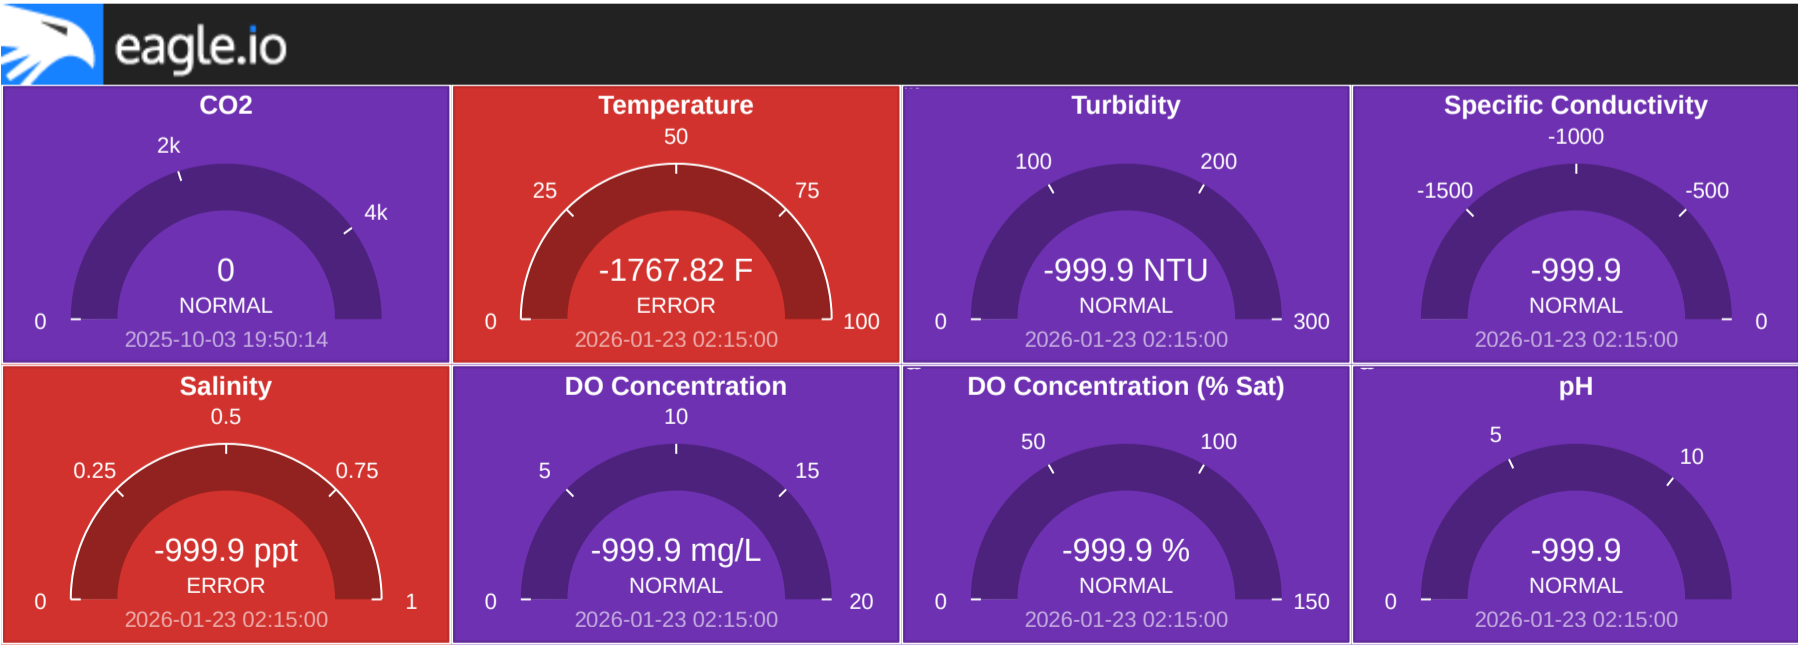 eagle.io
CO2
2k
4k
0
0
NORMAL
2025-10-03 19:50:14
Temperature
50
25
75
0
100
-1767.82 F
ERROR
2026-01-23 02:15:00
Turbidity
100
200
0
300
-999.9 NTU
NORMAL
2026-01-23 02:15:00
Specific Conductivity
-1000
-1500
-500
0
-999.9
NORMAL
2026-01-23 02:15:00
Salinity
0.5
0.25
0.75
0
1
-999.9 ppt
ERROR
2026-01-23 02:15:00
DO Concentration
10
5
15
0
20
-999.9 mg/L
NORMAL
2026-01-23 02:15:00
DO Concentration (% Sat)
50
100
0
150
-999.9 %
NORMAL
2026-01-23 02:15:00
pH
5
10
0
-999.9
NORMAL
2026-01-23 02:15:00